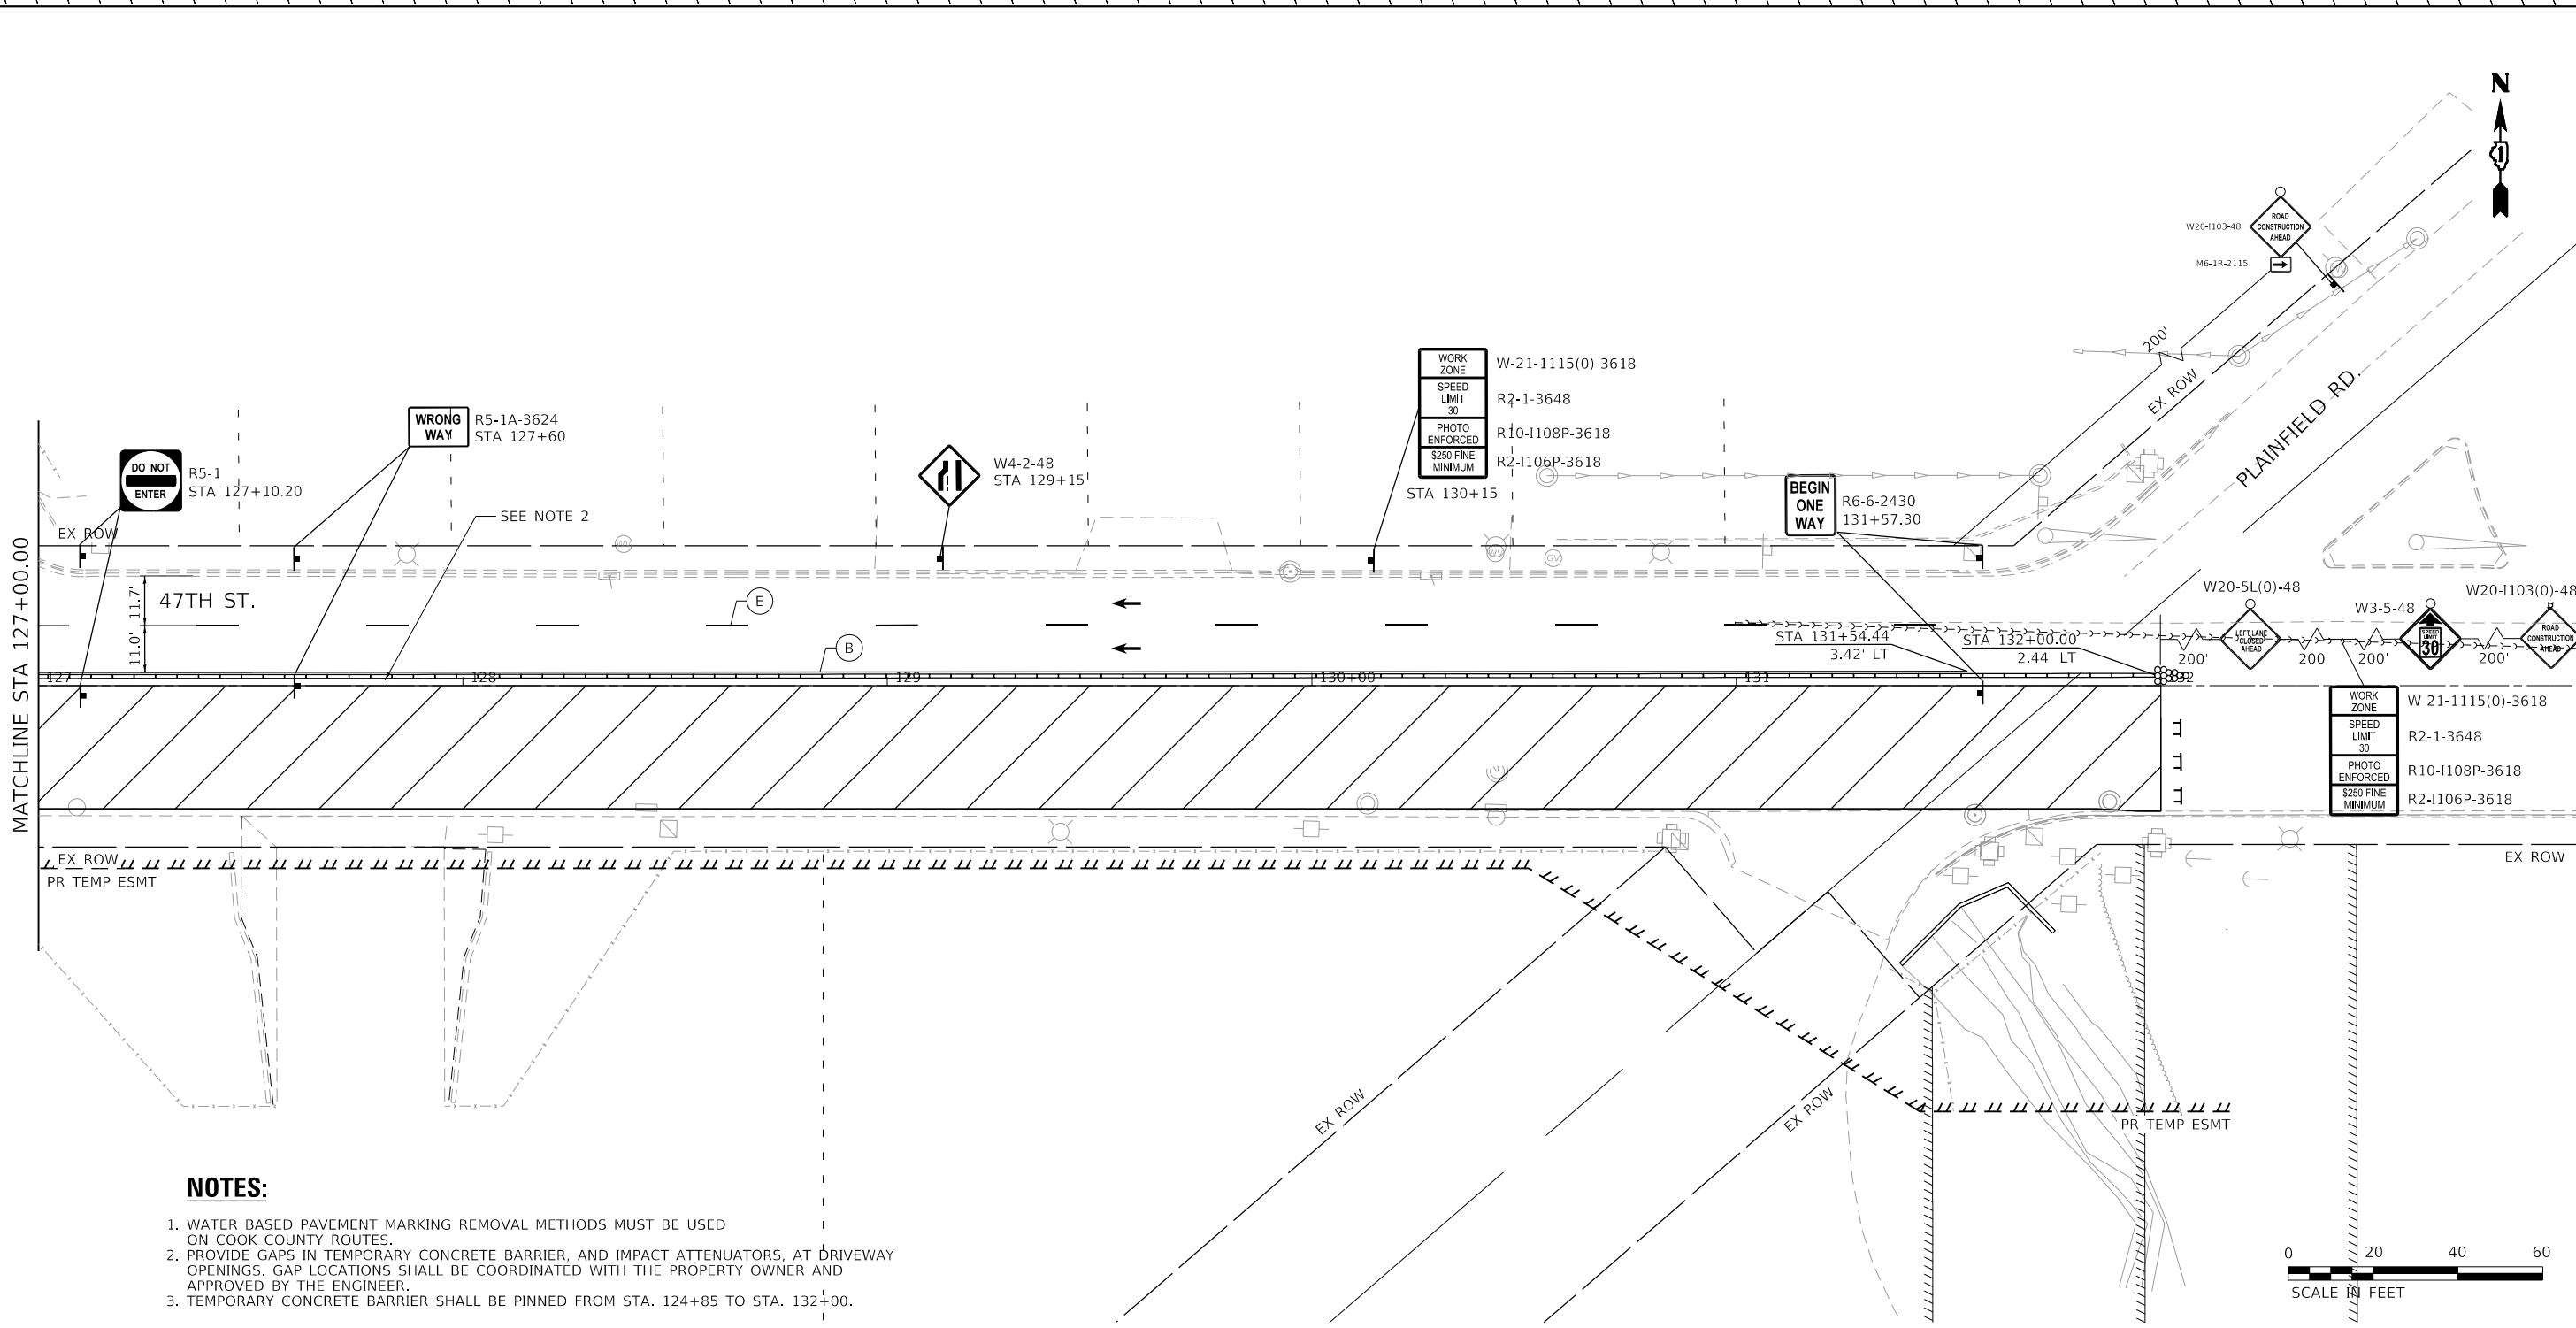 N
ROAD
CONSTRUCTION
AHEAD
W20-I103-48
M6-1R-2115
200'
EX ROW
PLAINFIELD RD.
WORK
ZONE
W-21-1115(0)-3618
SPEED
LIMIT
30
R2-1-3648
PHOTO
ENFORCED
R10-I108P-3618
$250 FINE
MINIMUM
R2-I106P-3618
STA 130+15
WRONG
WAY
R5-1A-3624
STA 127+60
DO NOT
ENTER
R5-1
STA 127+10.20
W4-2-48
STA 129+15
BEGIN
ONE
WAY
R6-6-2430
131+57.30
SEE NOTE 2
EX ROW
MATCHLINE STA 127+00.00
11.7'
47TH ST.
11.0'
E
B
GV
STA 131+54.44
3.42' LT
STA 132+00.00
2.44' LT
W20-5L(0)-48
LEFT LANE
CLOSED
AHEAD
W3-5-48
SPEED
LIMIT
30
W20-I103(0)-48
ROAD
CONSTRUCTION
AHEAD
200'
200'
200'
200'
127
128
129
130+00
131
132
WORK
ZONE
W-21-1115(0)-3618
SPEED
LIMIT
30
R2-1-3648
PHOTO
ENFORCED
R10-I108P-3618
$250 FINE
MINIMUM
R2-I106P-3618
EX ROW
PR TEMP ESMT
EX ROW
EX ROW
EX ROW
PR TEMP ESMT
NOTES:
1. WATER BASED PAVEMENT MARKING REMOVAL METHODS MUST BE USED
ON COOK COUNTY ROUTES.
2. PROVIDE GAPS IN TEMPORARY CONCRETE BARRIER, AND IMPACT ATTENUATORS, AT DRIVEWAY
OPENINGS. GAP LOCATIONS SHALL BE COORDINATED WITH THE PROPERTY OWNER AND
APPROVED BY THE ENGINEER.
3. TEMPORARY CONCRETE BARRIER SHALL BE PINNED FROM STA. 124+85 TO STA. 132+00.
0 20 40 60
SCALE IN FEET